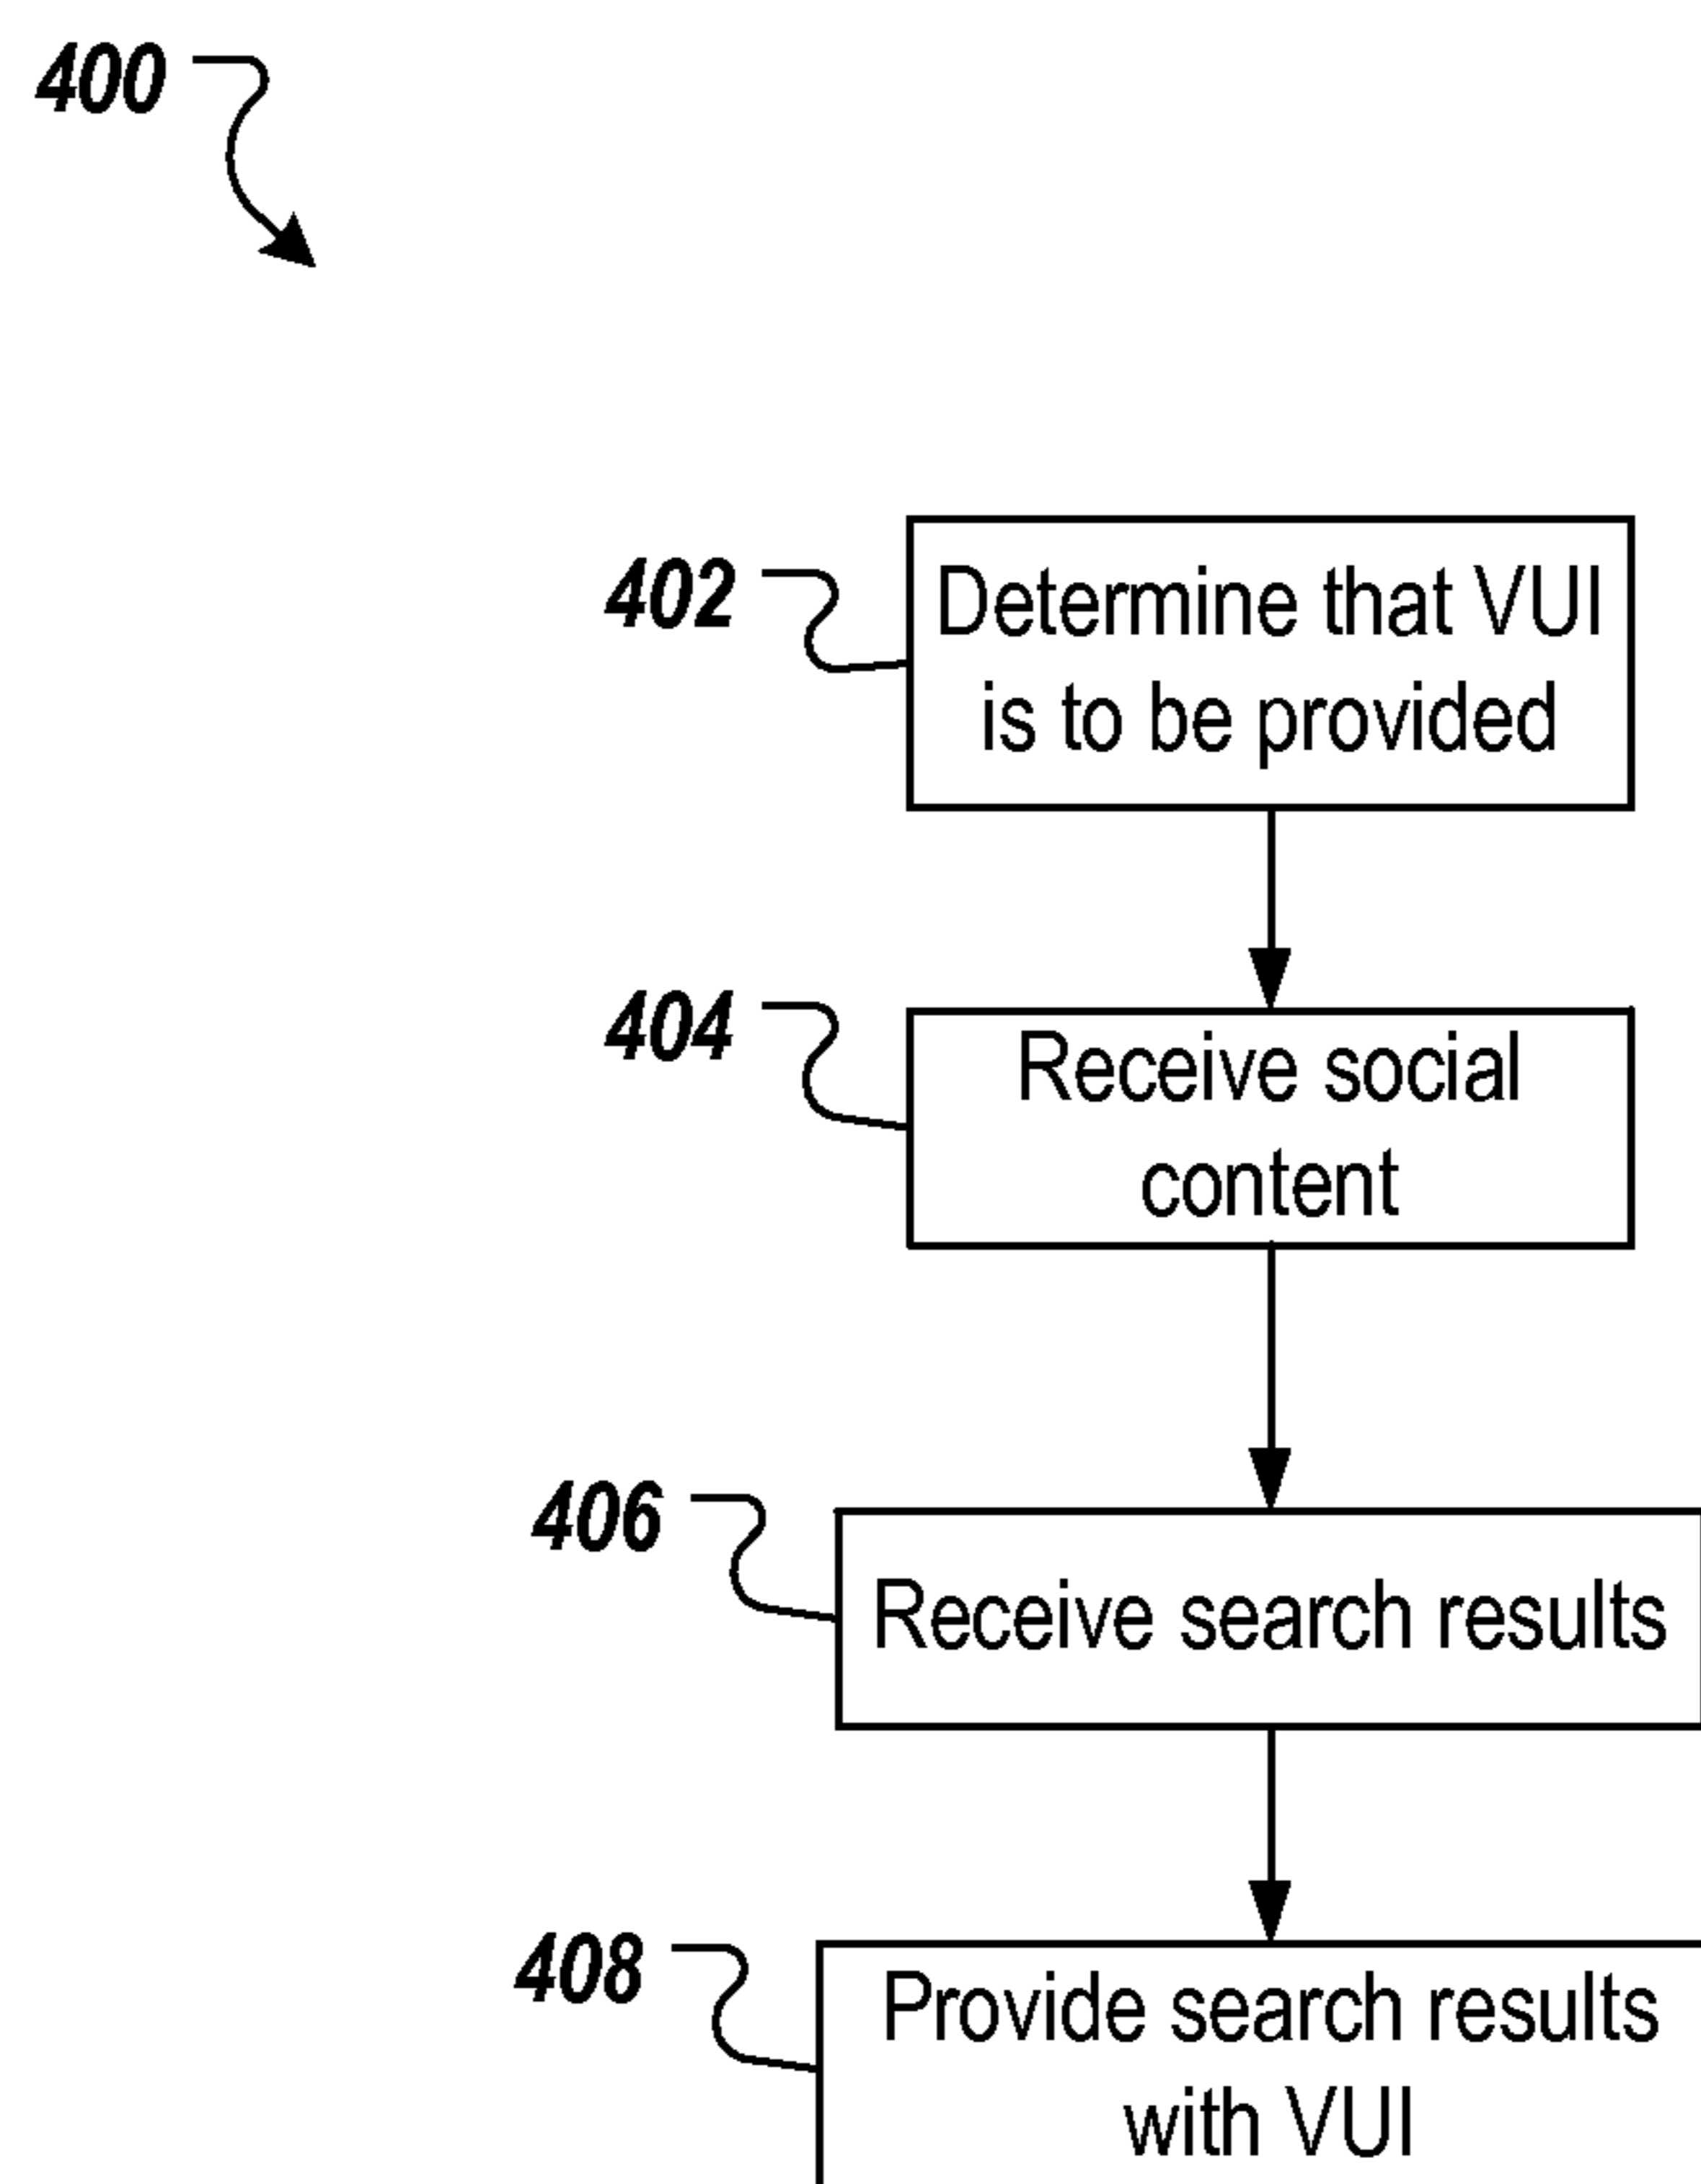 400
402
Determine that VUI
is to be provided
404
Receive social
content
406
Receive search results
408
Provide search results
with VUI